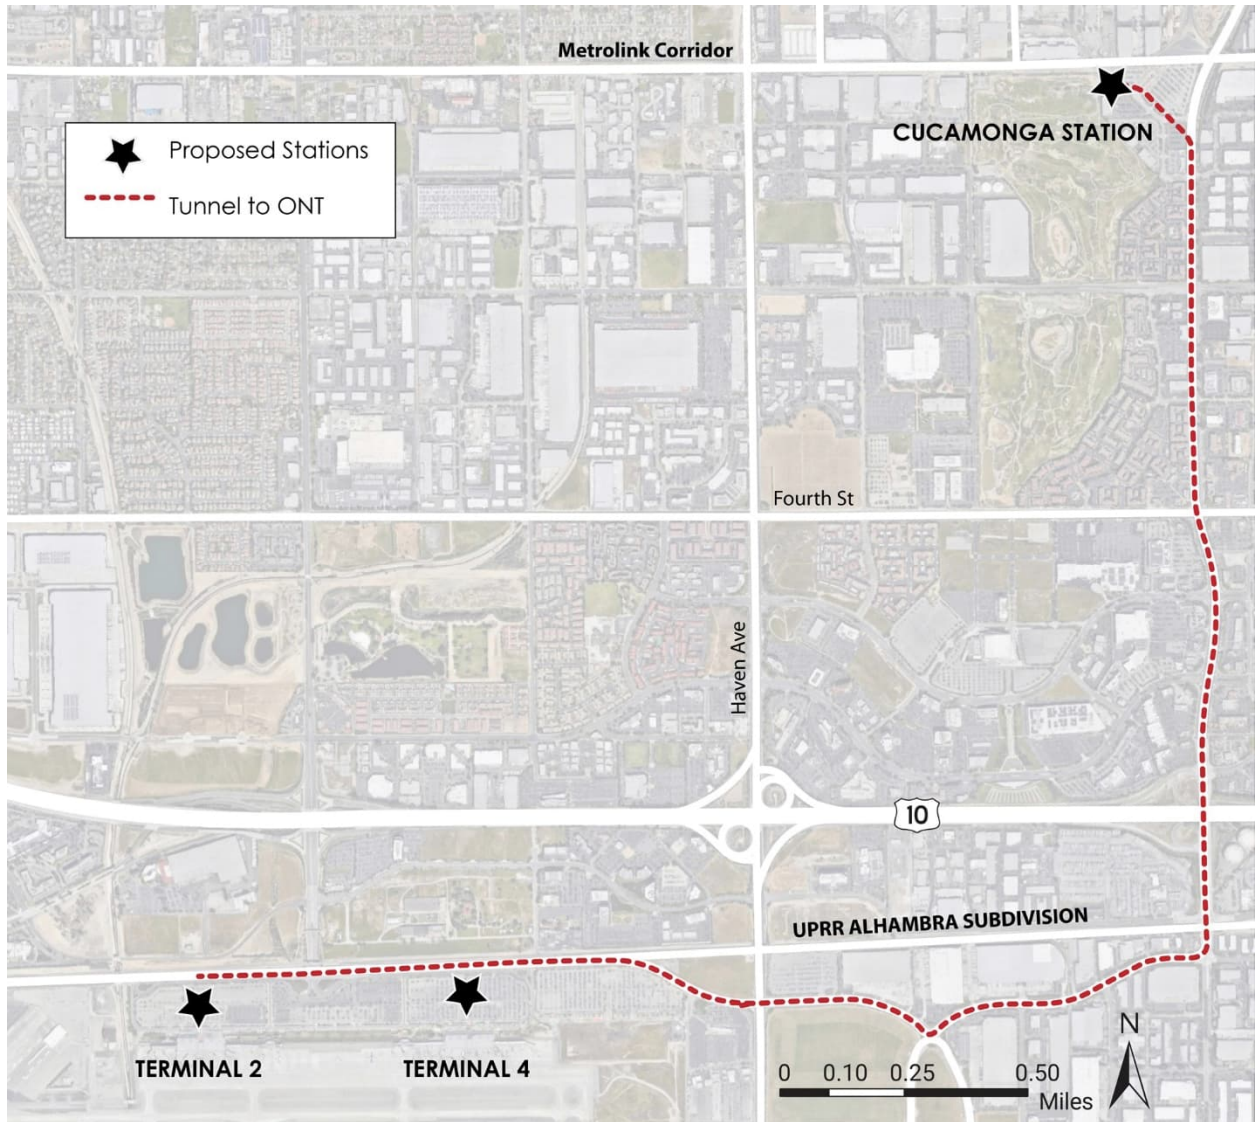 Metrolink Corridor
CUCAMONGA STATION
Proposed Stations
Tunnel to ONT
Fourth St
Haven Ave
10
UPRR ALHAMBRA SUBDIVISION
TERMINAL 2
TERMINAL 4
N
0 0.10 0.25 0.50
Miles